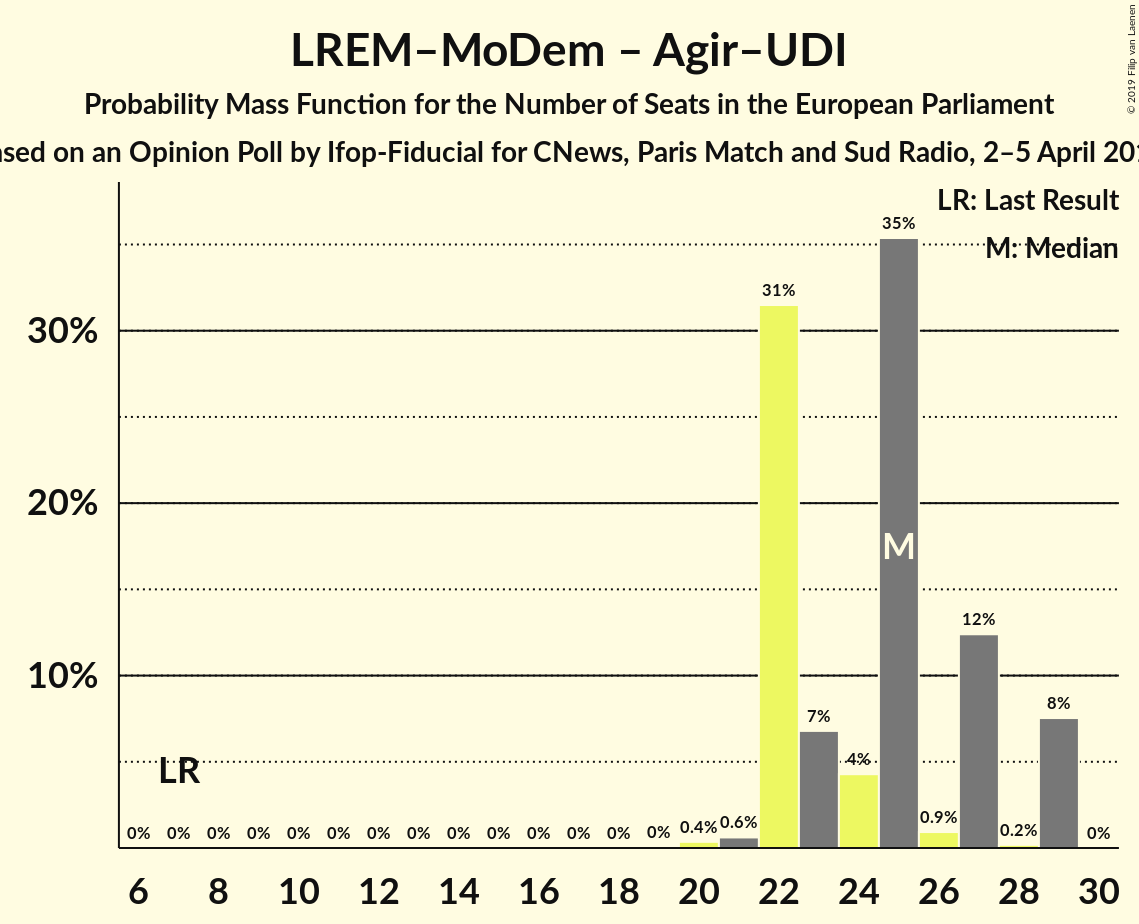 LREM–MoDem – Agir–UDI
Probability Mass Function for the Number of Seats in the European Parliament
on an Opinion Poll by Ifop-Fiducial for CNews, Paris Match and Sud Radio, 2–5 April
© 2019 Filip van Laenen
LR: Last Result
M: Median
35%
31%
30%
20%
M
12%
10%
8%
7%
4%
LR
0% 0% 0% 0% 0% 0% 0% 0% 0% 0% 0% 0% 0% 0% 0.4% 0.6% 0.9% 0.2% 0%
6 8 10 12 14 16 18 20 22 24 26 28 30